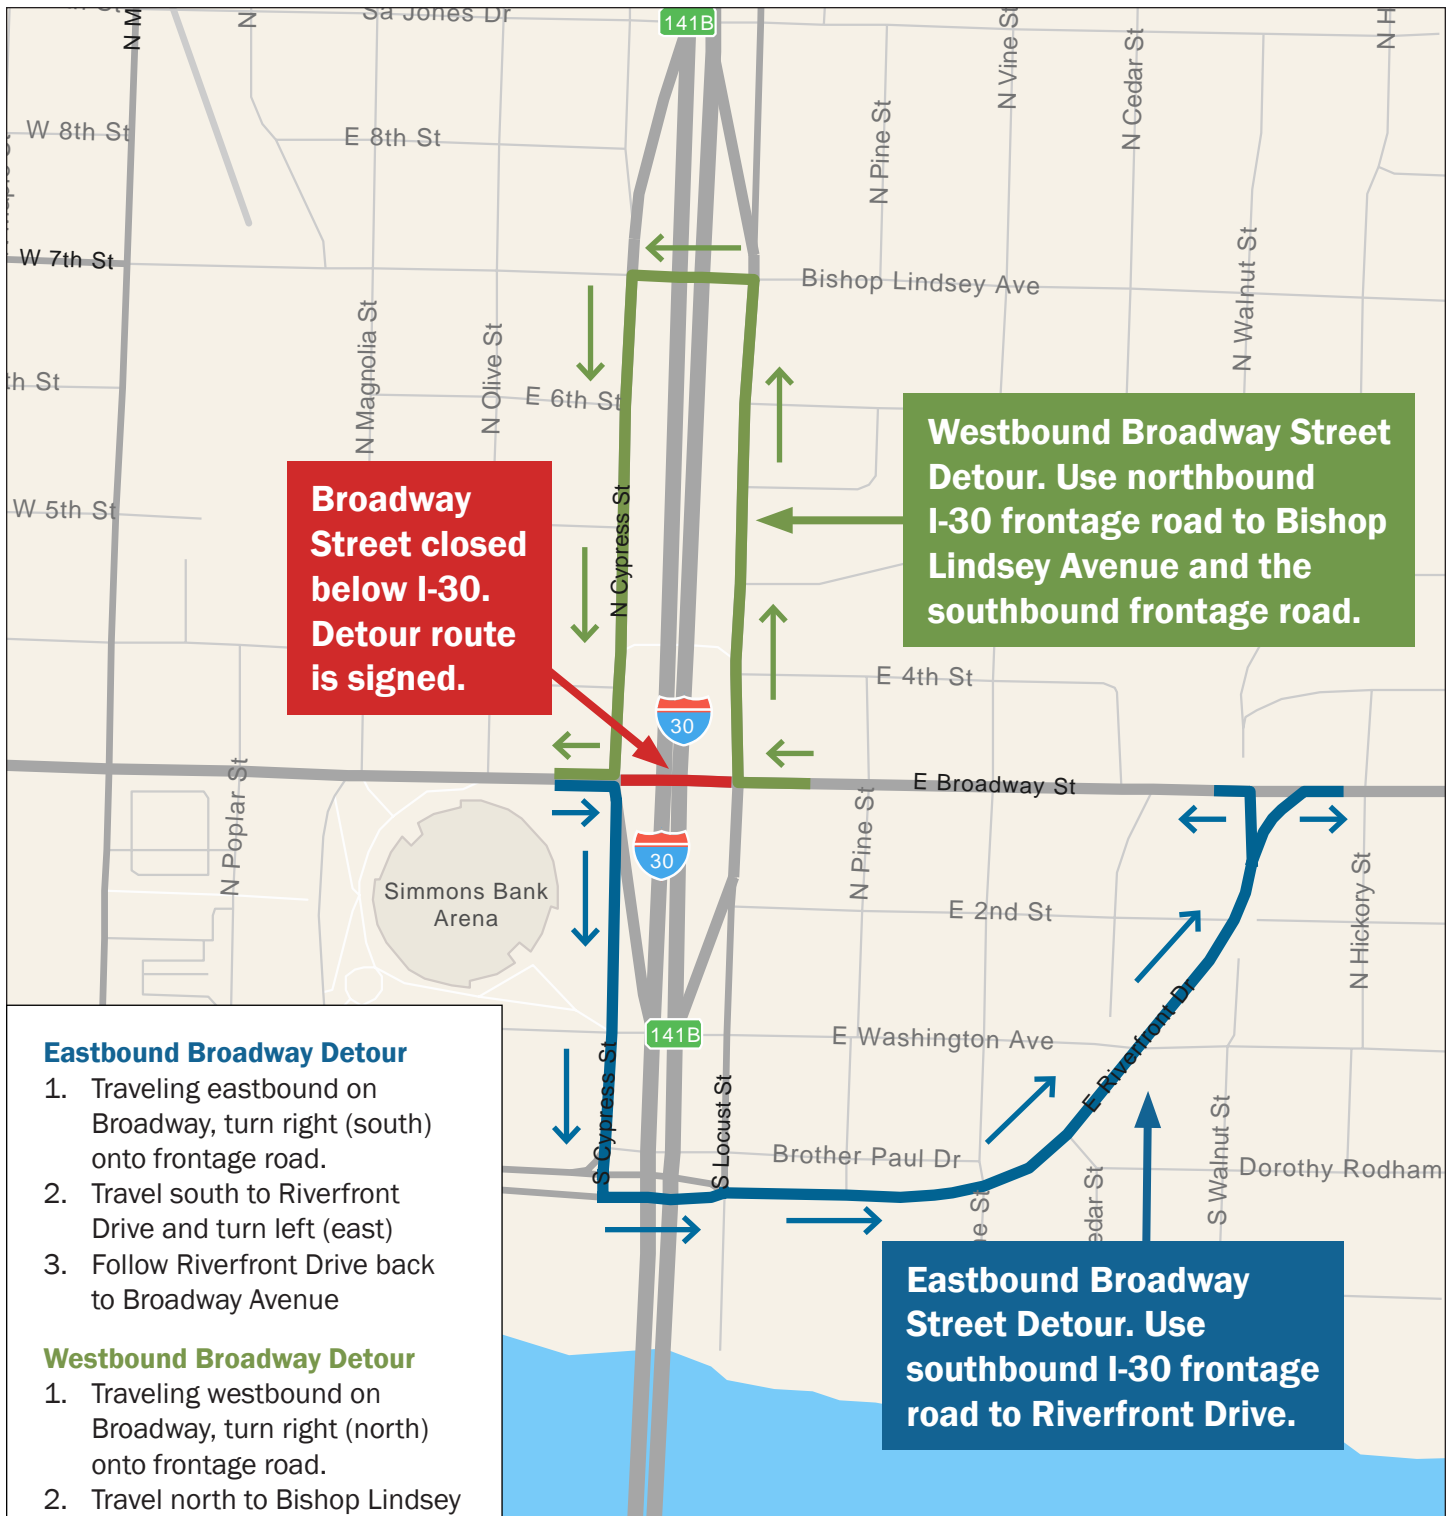 Sa Jones Dr
141B
N M
N
N Vine St
N Cedar St
N H
W 8th St
E 8th St
N Pine St
W 7th St
Bishop Lindsey Ave
N Walnut St
N Magnolia St
N Olive St
th St
E 6th St
Westbound Broadway Street
Detour. Use northbound
I-30 frontage road to Bishop
Lindsey Avenue and the
southbound frontage road.
Broadway
Street closed
below I-30.
Detour route
is signed.
W 5th St
N Cypress St
E 4th St
30
E Broadway St
N Poplar St
N Pine St
30
Simmons Bank
Arena
E 2nd St
N Hickory St
141B
E Washington Ave
E Riverfront Dr
S Cypress St
S Locust St
Brother Paul Dr
S Walnut St
Dorothy Rodham
ne St
edar St
Eastbound Broadway
Street Detour. Use
southbound I-30 frontage
road to Riverfront Drive.
Eastbound Broadway Detour
1. Traveling eastbound on
Broadway, turn right (south)
onto frontage road.
2. Travel south to Riverfront
Drive and turn left (east)
3. Follow Riverfront Drive back
to Broadway Avenue
Westbound Broadway Detour
1. Traveling westbound on
Broadway, turn right (north)
onto frontage road.
2. Travel north to Bishop Lindsey